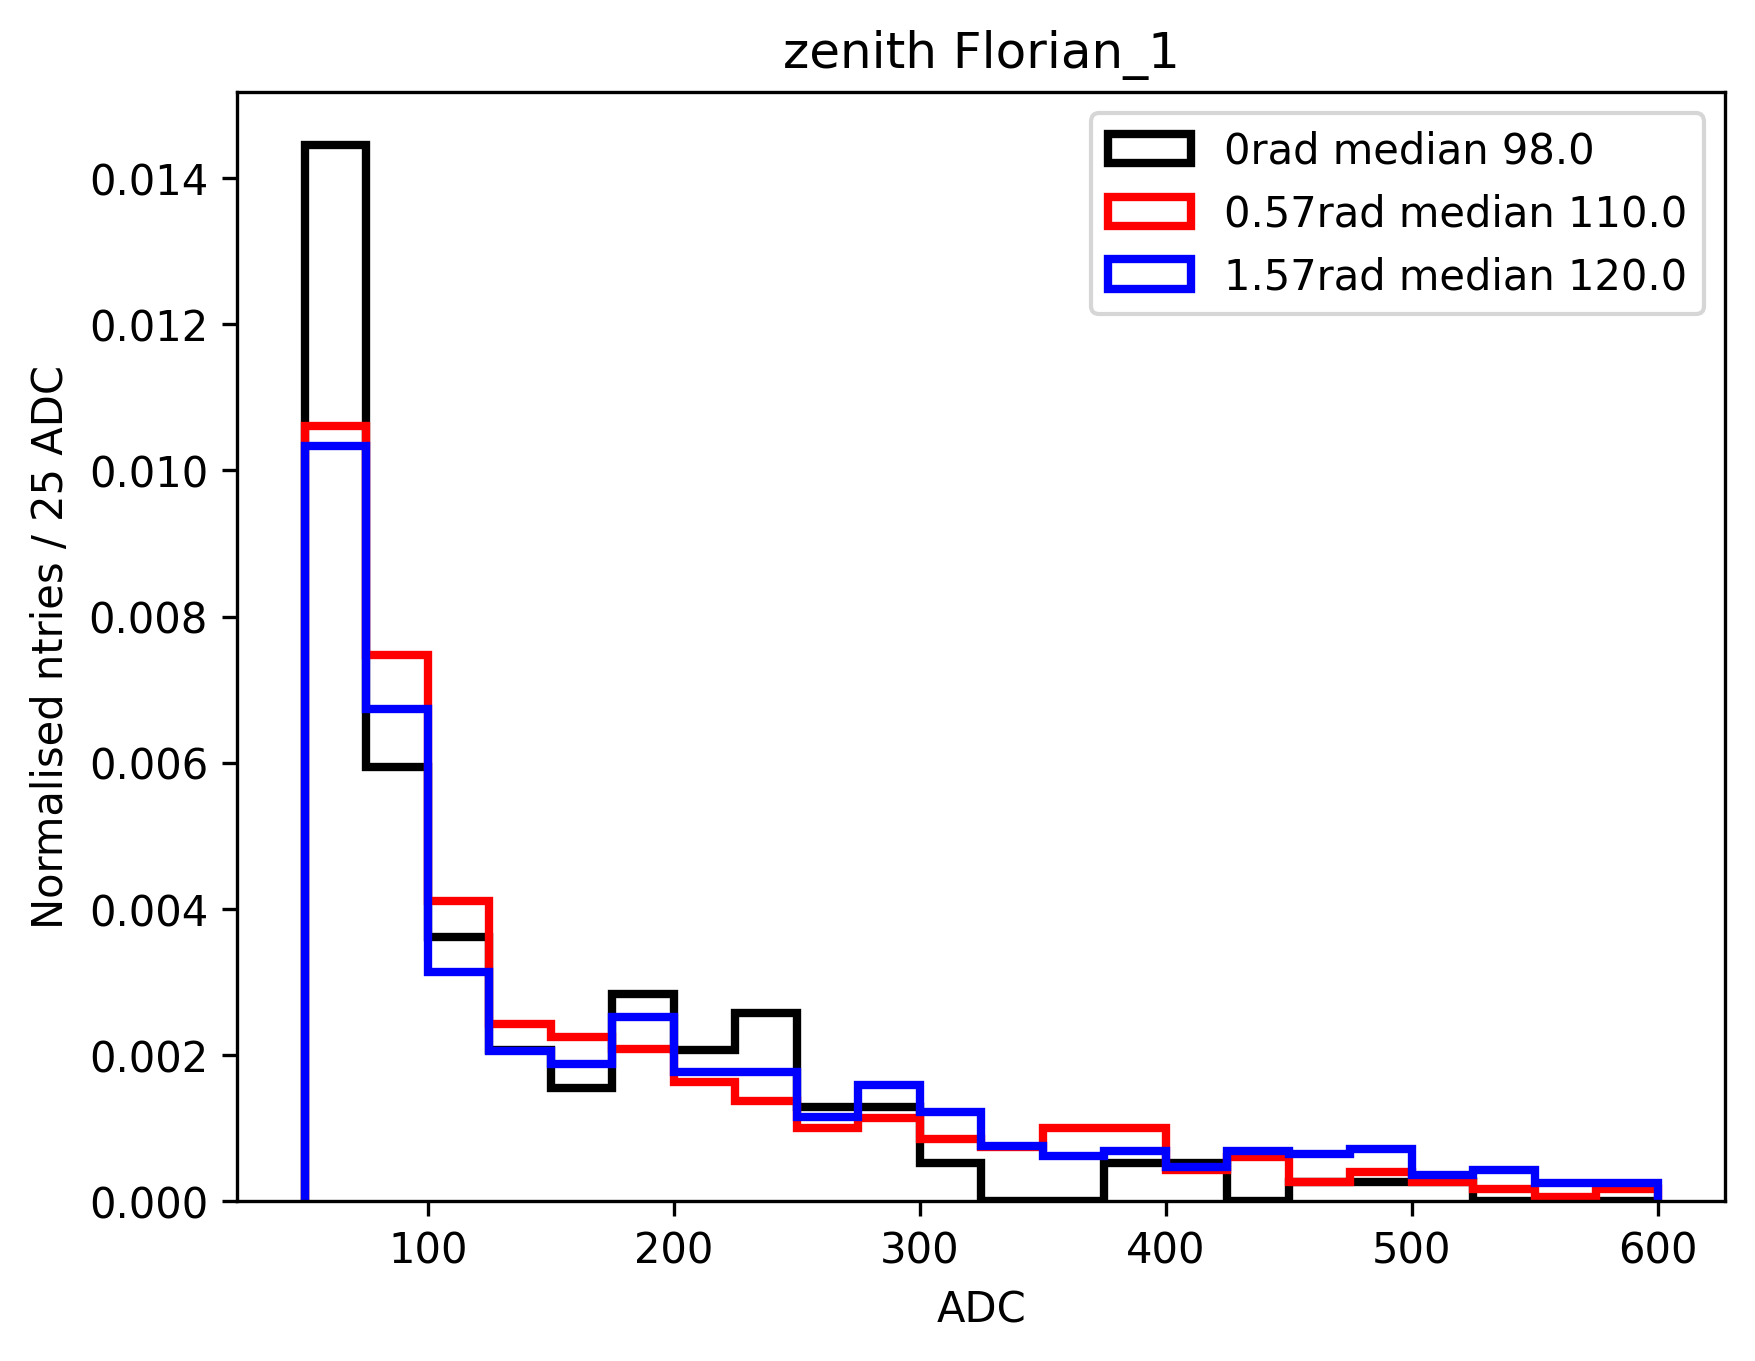 zenith Florian_1
0rad median 98.0
0.57rad median 110.0
1.57rad median 120.0
Normalised ntries / 25 ADC
0.014
0.012
0.010
0.008
0.006
0.004
0.002
0.000
100 200 300 400 500 600
ADC